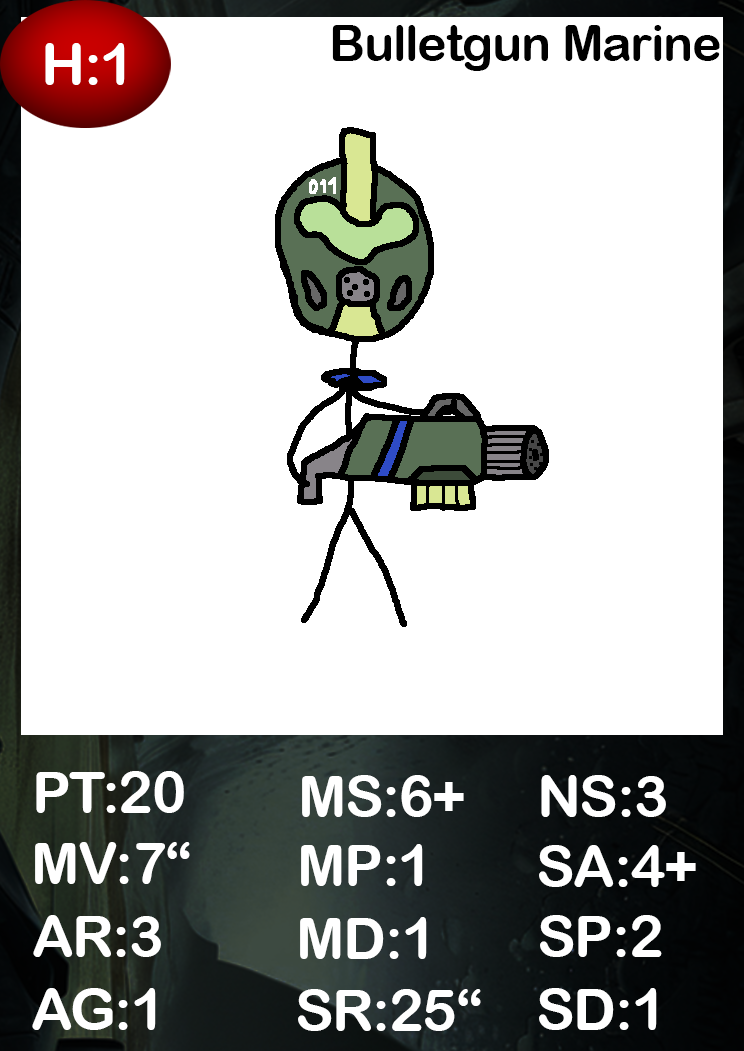 H:1
Bulletgun Marine
011
PT:20 MS:6+ NS:3
MV:7“ MP:1 SA:4+
AR:3 MD:1 SP:2
AG:1 SR:25“ SD:1